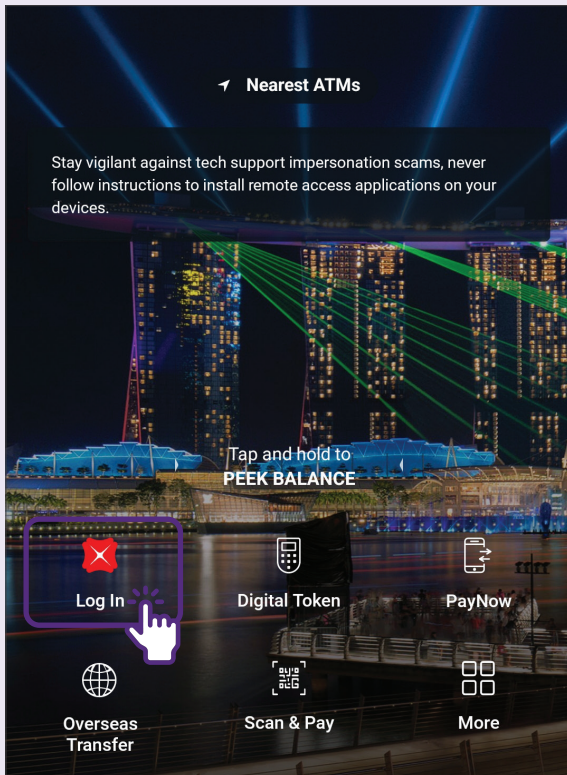 Nearest ATMs
Stay vigilant against tech support impersonation scams, never
follow instructions to install remote access applications on your
devices.
Tap and hold to
PEEK BALANCE
Log In
Digital Token
PayNow
Overseas
Transfer
Scan & Pay
More